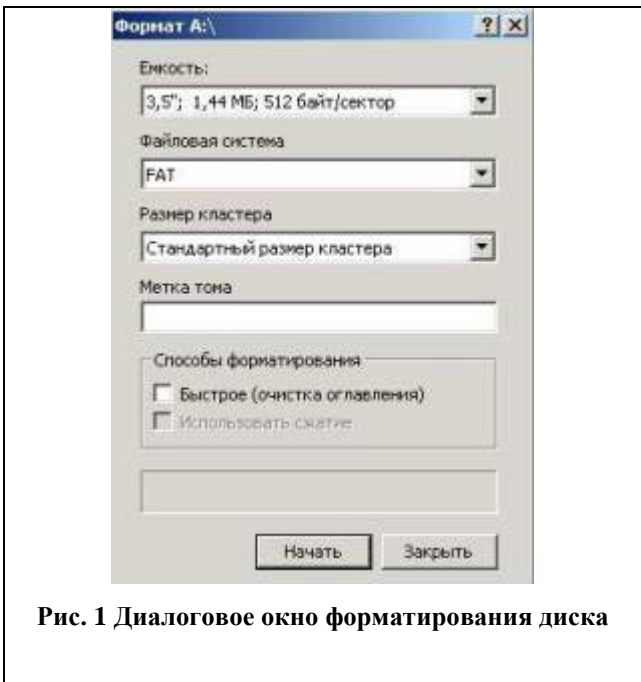 Формат A:\
Емкость:
3,5"; 1,44 МБ; 512 байт/сектор
Файловая система
FAT
Размер кластера
Стандартный размер кластера
Метка тома
Способы форматирования
Быстрое (очистка оглавления)
Использовать сжатие
Начать Закрыть
Рис. 1 Диалоговое окно форматирования диска